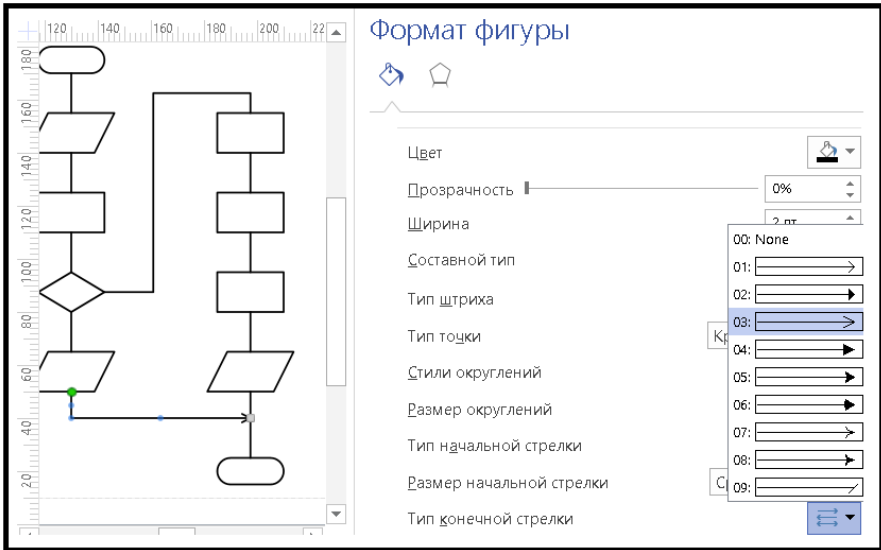 Формат фигуры
120 140 160 180 200 22
180
160
140
120
100
80
60
40
20
Цвет
Прозрачность 0%
Ширина 2 пт
Составной тип
Тип штриха
Тип точки
Стили округлений
Размер округлений
Тип начальной стрелки
Размер начальной стрелки
Тип конечной стрелки
00: None
01:
02:
03:
04:
05:
06:
07:
08:
09: